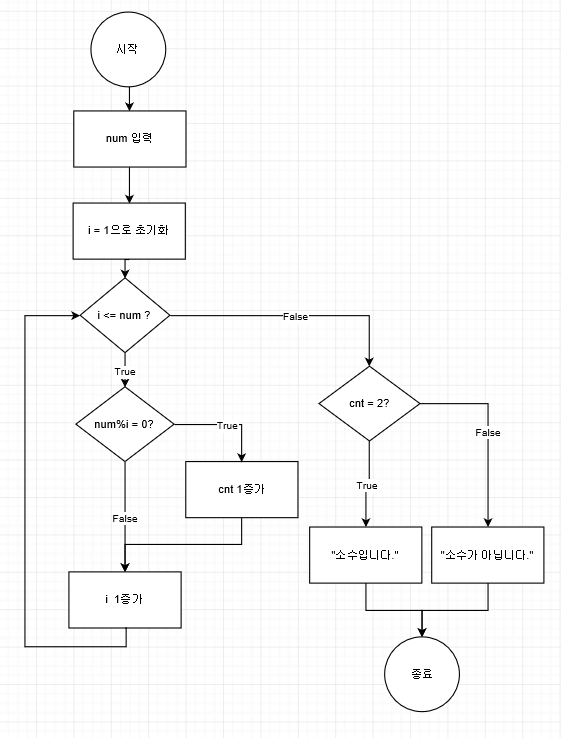 시작
num 입력
i = 1으로 초기화
i <= num ?
False
True
cnt = 2?
num%i = 0?
True
False
cnt 1증가
True
False
"소수입니다."
"소수가 아닙니다."
i  1증가
종료